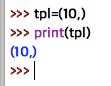 >>> tpl=(10,)
>>> print(tpl)
(10,)
>>>